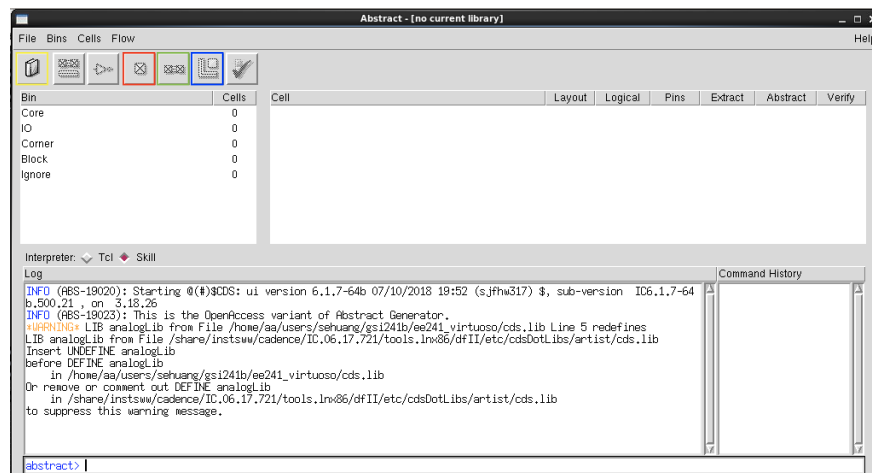 Abstract - [no current library]
File Bins Cells Flow Help
Bin Cells Cell Layout Logical Pins Extract Abstract Verify
Core 0
IO 0
Corner 0
Block 0
Ignore 0
Interpreter: Tcl Skill
Log Command History
INFO (ABS-19020): Starting @(#)$CDS: ui version 6.1.7-64b 07/10/2018 19:52 (sjfhw317) $, sub-version IC6.1.7-64
b.500.21 , on 3.18.26
INFO (ABS-19023): This is the OpenAccess variant of Abstract Generator.
*WARNING* LIB analogLib from File /home/aa/users/sehuang/gsi241b/ee241_virtuoso/cds.lib Line 5 redefines
LIB analogLib from File /share/instsww/cadence/IC.06.17.721/tools.lnx86/dfII/etc/cdsDotLibs/artist/cds.lib
Insert UNDEFINE analogLib
before DEFINE analogLib
in /home/aa/users/sehuang/gsi241b/ee241_virtuoso/cds.lib
Or remove or comment out DEFINE analogLib
in /share/instsww/cadence/IC.06.17.721/tools.lnx86/dfII/etc/cdsDotLibs/artist/cds.lib
to suppress this warning message.
abstract>